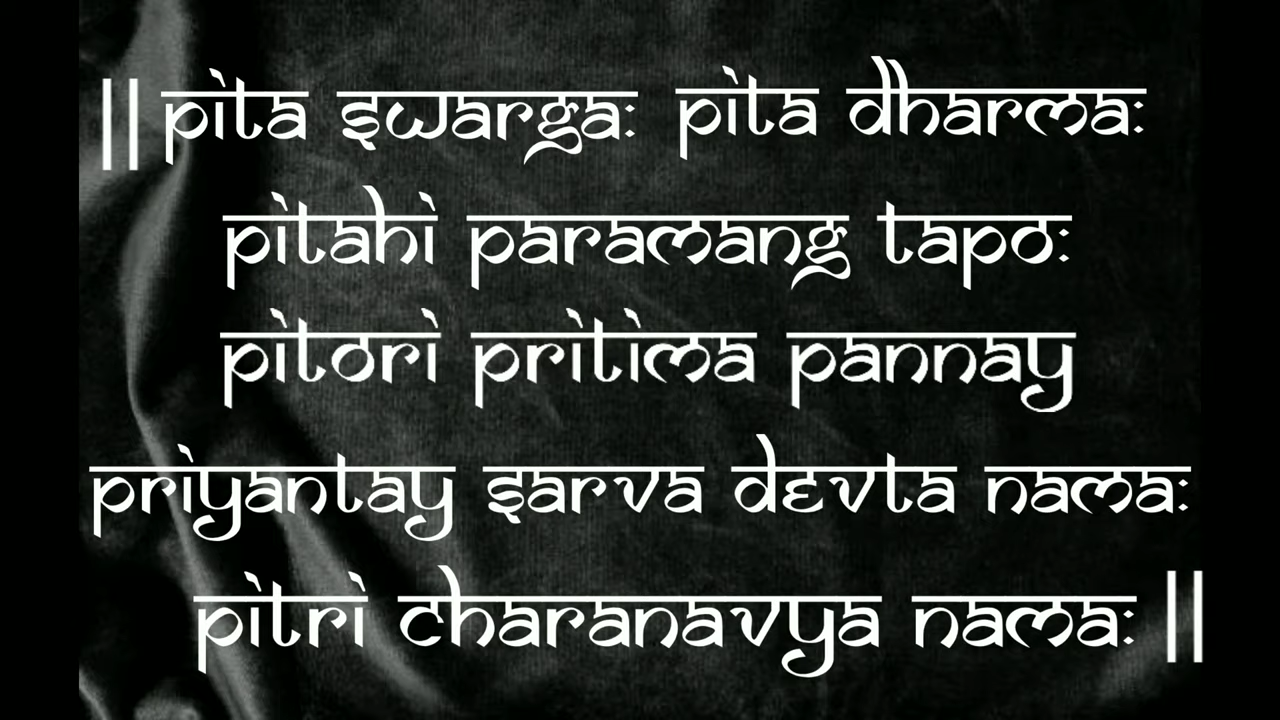 || pita swarga: pita dharma:
pitahi paramang tapo:
pitori pritima pannay
priyantay sarva devta nama:
pitri charanavya nama: ||